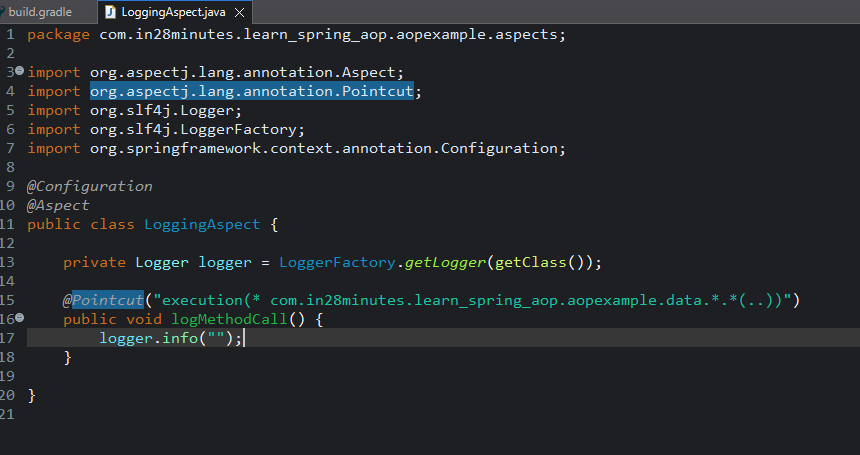 build.gradle
LoggingAspect.java
1 package com.in28minutes.learn_spring_aop.aopexample.aspects;
2
3 import org.aspectj.lang.annotation.Aspect;
4 import org.aspectj.lang.annotation.Pointcut;
5 import org.slf4j.Logger;
6 import org.slf4j.LoggerFactory;
7 import org.springframework.context.annotation.Configuration;
8
9 @Configuration
10 @Aspect
11 public class LoggingAspect {
12
13     private Logger logger = LoggerFactory.getLogger(getClass());
14
15     @Pointcut("execution(* com.in28minutes.learn_spring_aop.aopexample.data.*.*(..))")
16     public void logMethodCall() {
17         logger.info("");
18     }
19
20 }
21